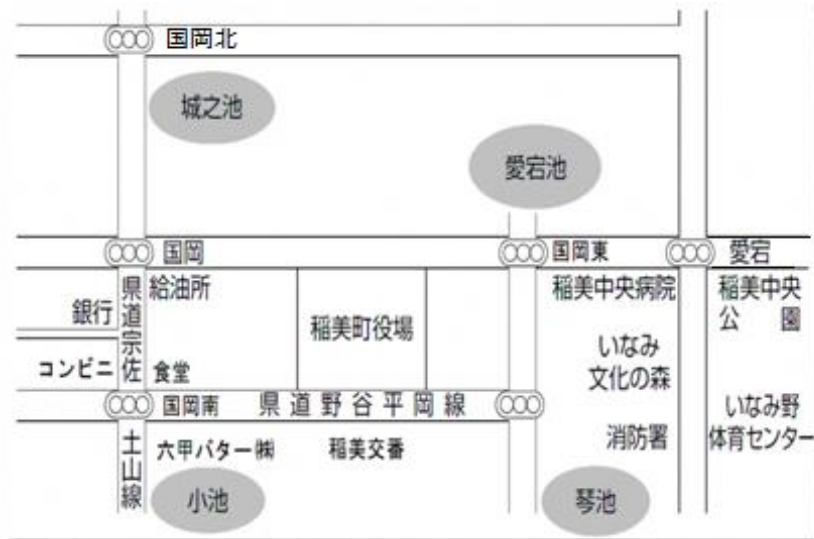 国岡北
城之池
愛宕池
国岡
国岡東
愛宕
県道宗佐
土山線
給油所
銀行
稲美町役場
稲美中央病院
稲美中央
公園
コンビニ
食堂
いなみ
文化の森
国岡南
県道野谷平岡線
いなみ野
体育センター
六甲バター㈱
稲美交番
消防署
小池
琴池